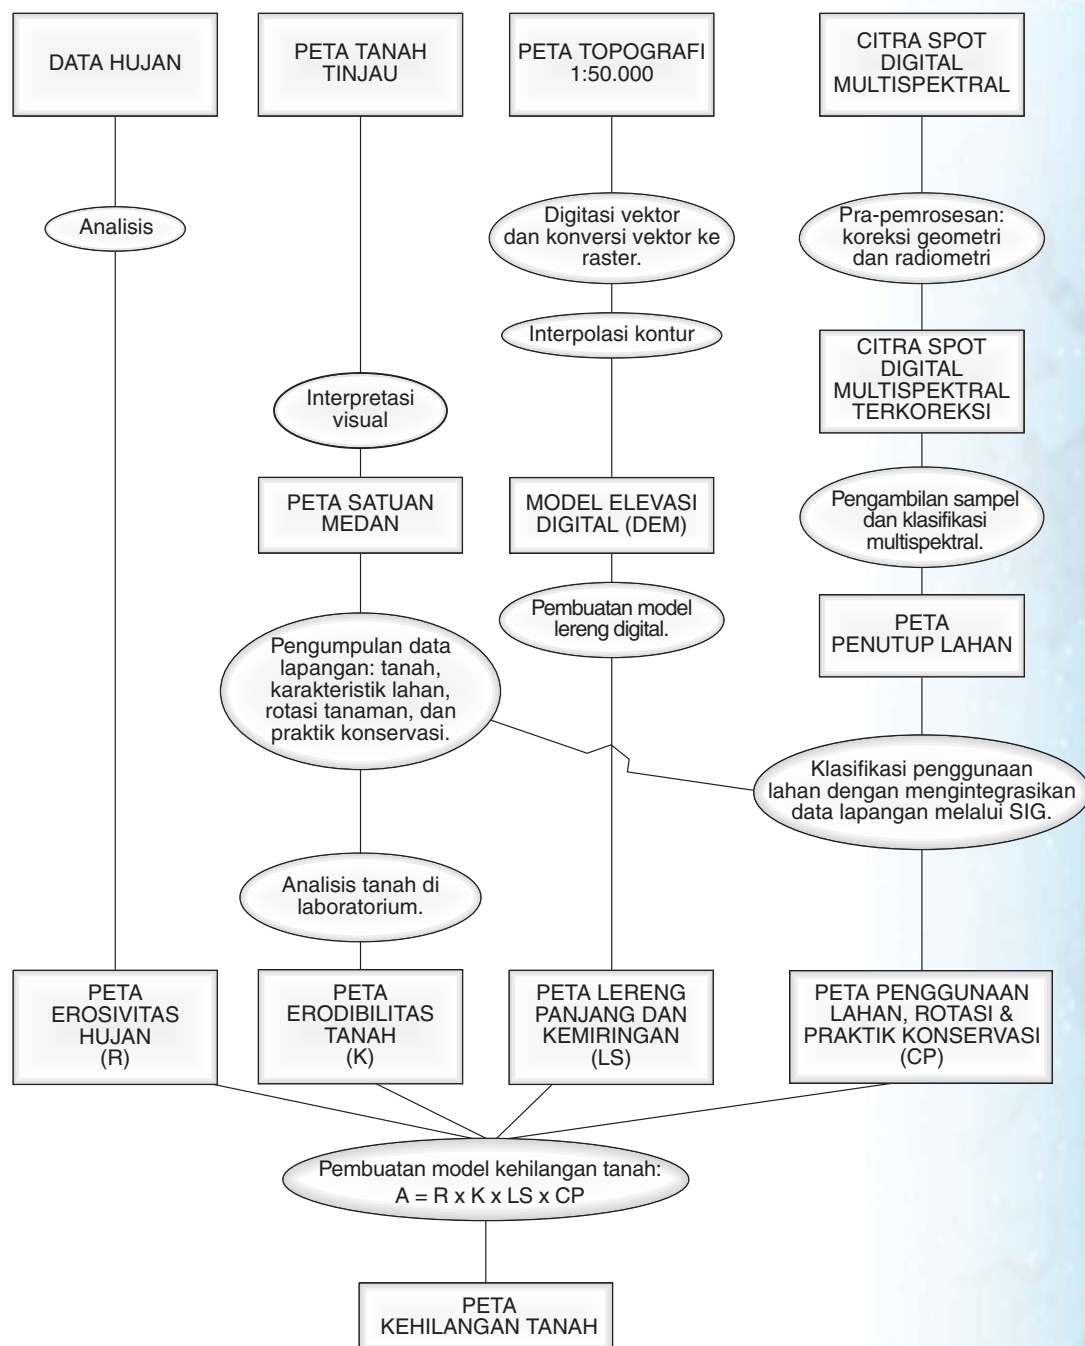 DATA HUJAN
PETA TANAH
TINJAU
PETA TOPOGRAFI
1:50.000
CITRA SPOT
DIGITAL
MULTISPEKTRAL
Analisis
Digitasi vektor
dan konversi vektor ke
raster.
Pra-pemrosesan:
koreksi geometri
dan radiometri
Interpolasi kontur
CITRA SPOT
DIGITAL
MULTISPEKTRAL
TERKOREKSI
Interpretasi
visual
PETA SATUAN
MEDAN
MODEL ELEVASI
DIGITAL (DEM)
Pengambilan sampel
dan klasifikasi
multispektral.
Pembuatan model
lereng digital.
PETA
PENUTUP LAHAN
Pengumpulan data
lapangan: tanah,
karakteristik lahan,
rotasi tanaman, dan
praktik konservasi.
Klasifikasi penggunaan
lahan dengan mengintegrasikan
data lapangan melalui SIG.
Analisis tanah di
laboratorium.
PETA
EROSIVITAS
HUJAN
(R)
PETA
ERODIBILITAS
TANAH
(K)
PETA LERENG
PANJANG DAN
KEMIRINGAN
(LS)
PETA PENGGUNAAN
LAHAN, ROTASI &
PRAKTIK KONSERVASI
(CP)
Pembuatan model kehilangan tanah:
A = R x K x LS x CP
PETA
KEHILANGAN TANAH